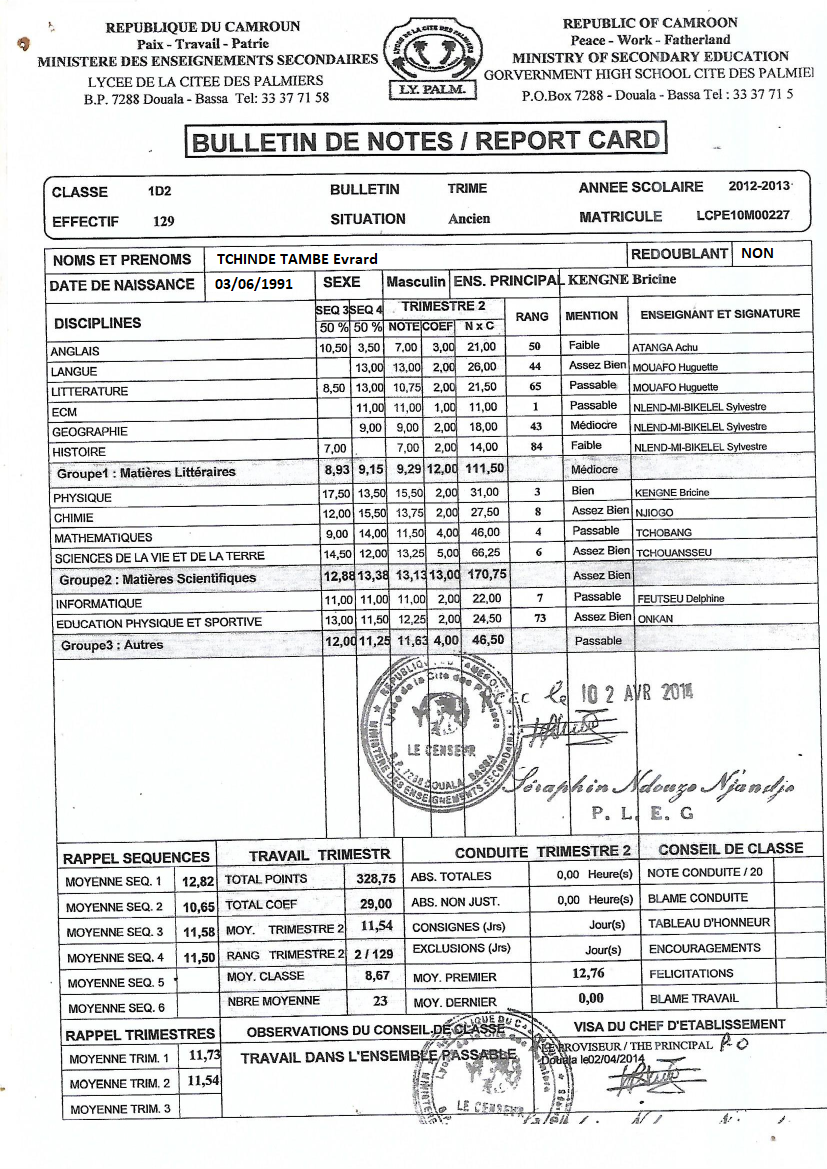 REPUBLIQUE DU CAMROUN
Paix - Travail - Patrie
MINISTERE DES ENSEIGNEMENTS SECONDAIRES
LYCEE DE LA CITEE DES PALMIERS
B.P. 7288 Douala - Bassa Tel: 33 37 71 58
LYCEE DE LA CITE DES PALMIERS
LY. PALM.
REPUBLIC OF CAMROON
Peace - Work - Fatherland
MINISTRY OF SECONDARY EDUCATION
GORVERNMENT HIGH SCHOOL CITE DES PALMIE
P.O.Box 7288 - Douala - Bassa Tel : 33 37 71 5
BULLETIN DE NOTES / REPORT CARD
CLASSE 1D2 BULLETIN TRIME ANNEE SCOLAIRE 2012-2013
EFFECTIF 129 SITUATION Ancien MATRICULE LCPE10M00227
NOMS ET PRENOMS TCHINDE TAMBE Evrard REDOUBLANT NON
DATE DE NAISSANCE 03/06/1991 SEXE Masculin ENS. PRINCIPAL KENGNE Bricine
DISCIPLINES SEQ 3 SEQ 4 TRIMESTRE 2 RANG MENTION ENSEIGNANT ET SIGNATURE
50 % 50 % NOTE COEF N x C
ANGLAIS 10,50 3,50 7,00 3,00 21,00 50 Faible ATANGA Achu
LANGUE 13,00 13,00 2,00 26,00 44 Assez Bien MOUAFO Huguette
LITTERATURE 8,50 13,00 10,75 2,00 21,50 65 Passable MOUAFO Huguette
ECM 11,00 11,00 1,00 11,00 1 Passable NLEND-MI-BIKELEL Sylvestre
GEOGRAPHIE 9,00 9,00 2,00 18,00 43 Médiocre NLEND-MI-BIKELEL Sylvestre
HISTOIRE 7,00 7,00 2,00 14,00 84 Faible NLEND-MI-BIKELEL Sylvestre
Groupe1 : Matières Littéraires 8,93 9,15 9,29 12,00 111,50 Médiocre
PHYSIQUE 17,50 13,50 15,50 2,00 31,00 3 Bien KENGNE Bricine
CHIMIE 12,00 15,50 13,75 2,00 27,50 8 Assez Bien NJIOGO
MATHEMATIQUES 9,00 14,00 11,50 4,00 46,00 4 Passable TCHOBANG
SCIENCES DE LA VIE ET DE LA TERRE 14,50 12,00 13,25 5,00 66,25 6 Assez Bien TCHOUANSSEU
Groupe2 : Matières Scientifiques 12,88 13,38 13,13 13,00 170,75 Assez Bien
INFORMATIQUE 11,00 11,00 11,00 2,00 22,00 7 Passable FEUTSEU Delphine
EDUCATION PHYSIQUE ET SPORTIVE 13,00 11,50 12,25 2,00 24,50 73 Assez Bien ONKAN
Groupe3 : Autres 12,00 11,25 11,63 4,00 46,50 Passable
Lycée de la Cité des Palmiers
LE CENSEUR
B.P. 7288 DOUALA BASSA
MINISTERE DES ENSEIGNEMENTS SECONDAIRES
le 02 AVR 2014
Séraphin Ndouzo Njandjo
P. L. E. G
RAPPEL SEQUENCES TRAVAIL TRIMESTR CONDUITE TRIMESTRE 2 CONSEIL DE CLASSE
MOYENNE SEQ. 1 12,82 TOTAL POINTS 328,75 ABS. TOTALES 0,00 Heure(s) NOTE CONDUITE / 20
MOYENNE SEQ. 2 10,65 TOTAL COEF 29,00 ABS. NON JUST. 0,00 Heure(s) BLAME CONDUITE
MOYENNE SEQ. 3 11,58 MOY. TRIMESTRE 2 11,54 CONSIGNES (Jrs) Jour(s) TABLEAU D'HONNEUR
MOYENNE SEQ. 4 11,50 RANG TRIMESTRE 2 2 / 129 EXCLUSIONS (Jrs) Jour(s) ENCOURAGEMENTS
MOYENNE SEQ. 5 MOY. CLASSE 8,67 MOY. PREMIER 12,76 FELICITATIONS
MOYENNE SEQ. 6 NBRE MOYENNE 23 MOY. DERNIER 0,00 BLAME TRAVAIL
RAPPEL TRIMESTRES OBSERVATIONS DU CONSEIL DE CLASSE VISA DU CHEF D'ETABLISSEMENT
MOYENNE TRIM. 1 11,73 TRAVAIL DANS L'ENSEMBLE PASSABLE LE PROVISEUR / THE PRINCIPAL P-O
Douala le02/04/2014
MOYENNE TRIM. 2 11,54
LE CENSEUR
MOYENNE TRIM. 3